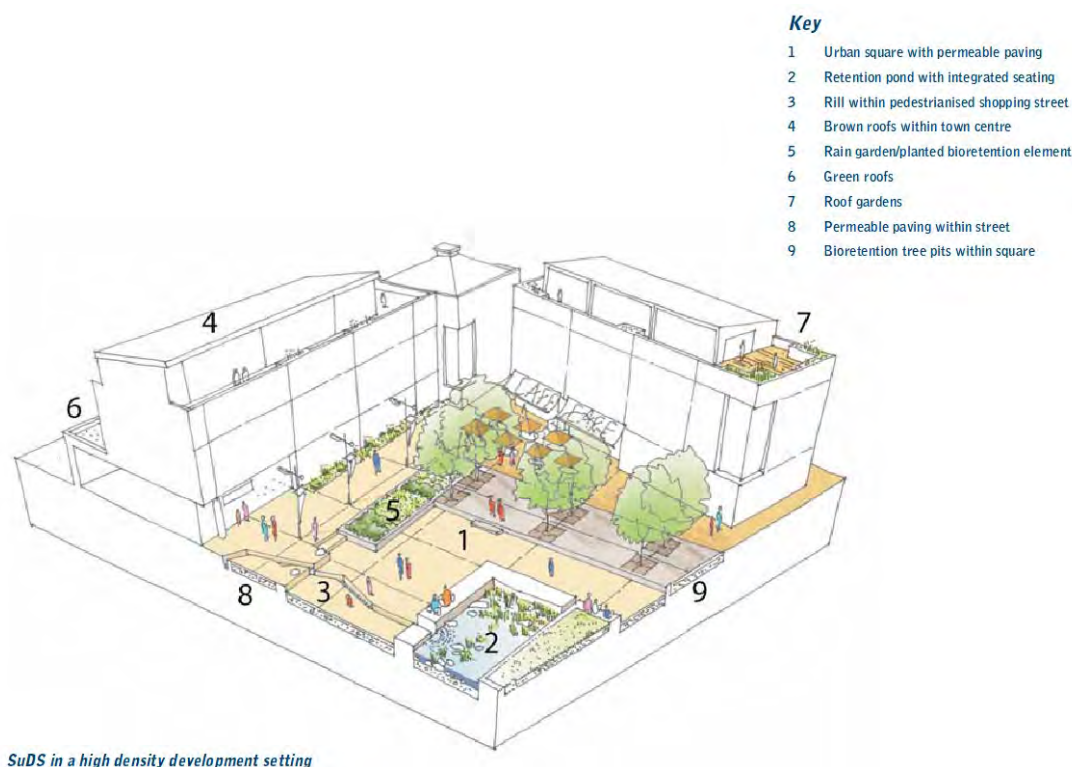 Key
1 Urban square with permeable paving
2 Retention pond with integrated seating
3 Rill within pedestrianised shopping street
4 Brown roofs within town centre
5 Rain garden/planted bioretention element
6 Green roofs
7 Roof gardens
8 Permeable paving within street
9 Bioretention tree pits within square
4
7
6
5
1
8
3
9
2
SuDS in a high density development setting